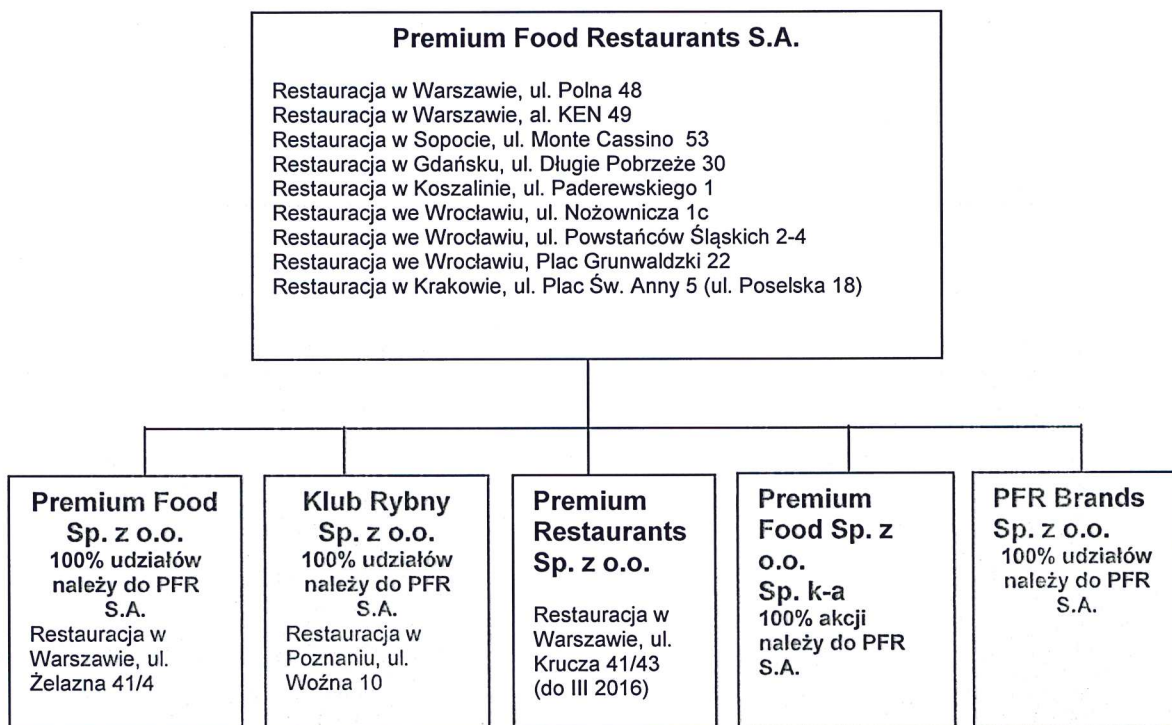 Premium Food Restaurants S.A.
Restauracja w Warszawie, ul. Polna 48
Restauracja w Warszawie, al. KEN 49
Restauracja w Sopocie, ul. Monte Cassino 53
Restauracja w Gdańsku, ul. Długie Pobrzeże 30
Restauracja w Koszalinie, ul. Paderewskiego 1
Restauracja we Wrocławiu, ul. Nożownicza 1c
Restauracja we Wrocławiu, ul. Powstańców Śląskich 2-4
Restauracja we Wrocławiu, Plac Grunwaldzki 22
Restauracja w Krakowie, ul. Plac Św. Anny 5 (ul. Poselska 18)
Premium Food
Sp. z o.o.
100% udziałów
należy do PFR
S.A.
Restauracja w
Warszawie, ul.
Żelazna 41/4
Klub Rybny
Sp. z o.o.
100% udziałów
należy do PFR
S.A.
Restauracja w
Poznaniu, ul.
Woźna 10
Premium
Restaurants
Sp. z o.o.
Restauracja w
Warszawie, ul.
Krucza 41/43
(do III 2016)
Premium
Food Sp. z
o.o.
Sp. k-a
100% akcji
należy do PFR
S.A.
PFR Brands
Sp. z o.o.
100% udziałów
należy do PFR
S.A.